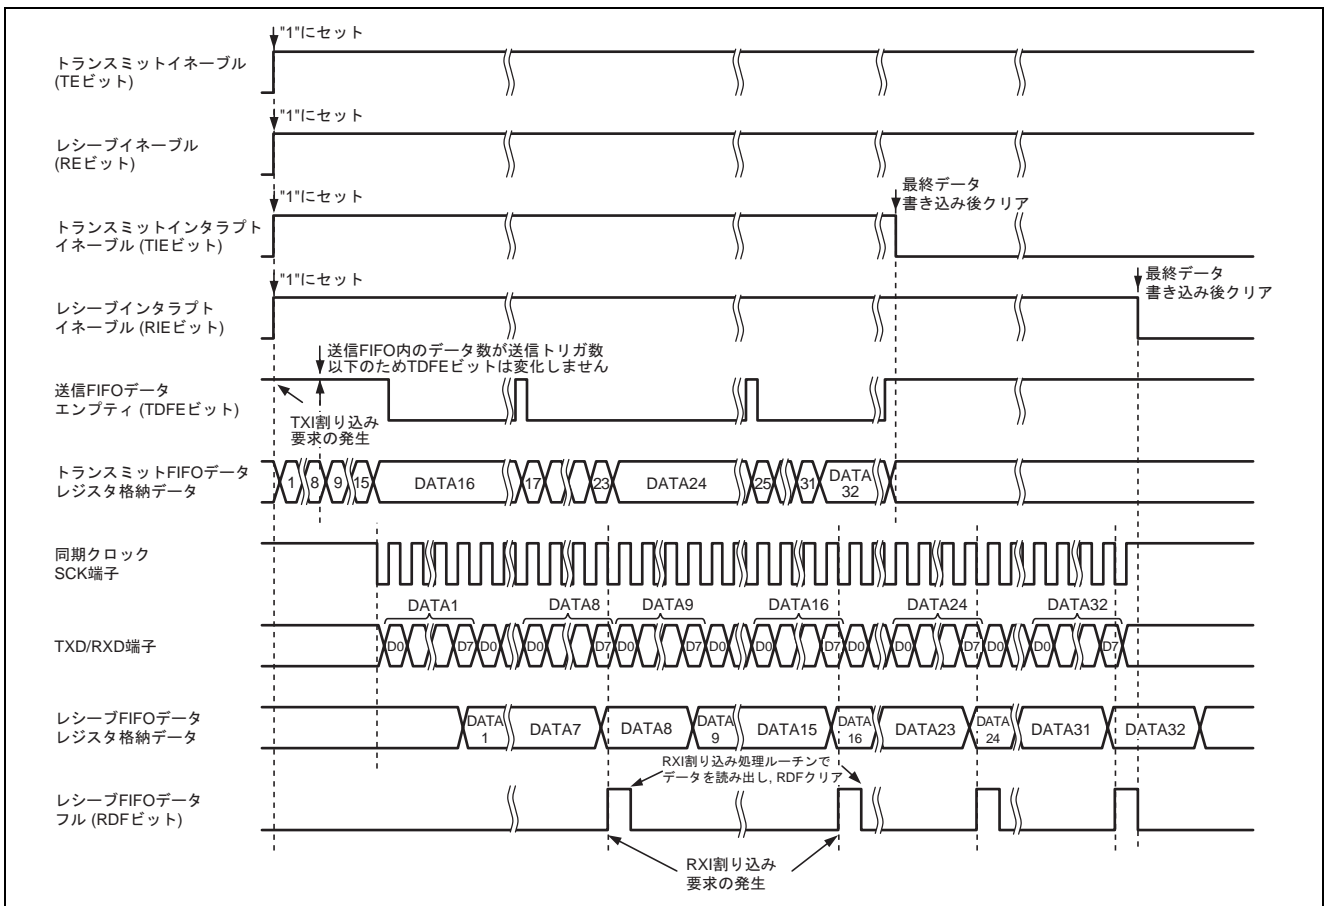 "1"にセット
トランスミットイネーブル
(TEビット)
"1"にセット
レシーブイネーブル
(REビット)
"1"にセット
最終データ
書き込み後クリア
トランスミットインタラプト
イネーブル (TIEビット)
"1"にセット
最終データ
書き込み後クリア
レシーブインタラプト
イネーブル (RIEビット)
送信FIFO内のデータ数が送信トリガ数
以下のためTDFEビットは変化しません
送信FIFOデータ
エンプティ (TDFEビット)
TXI割り込み
要求の発生
トランスミットFIFOデータ
レジスタ格納データ
1 8 9 15 DATA16 17 23 DATA24 25 31 DATA
32
同期クロック
SCK端子
DATA1 DATA8 DATA9 DATA16 DATA24 DATA32
TXD/RXD端子
D0 D7 D0 D0 D7 D0 D7 D0 D0 D7 D0 D0 D7 D0 D0 D7
レシーブFIFOデータ
レジスタ格納データ
DATA
1
DATA7 DATA8
DATA
9
DATA15
DATA
16
DATA23
DATA
24
DATA31 DATA32
RXI割り込み処理ルーチンで
データを読み出し, RDFクリア
レシーブFIFOデータ
フル (RDFビット)
RXI割り込み
要求の発生